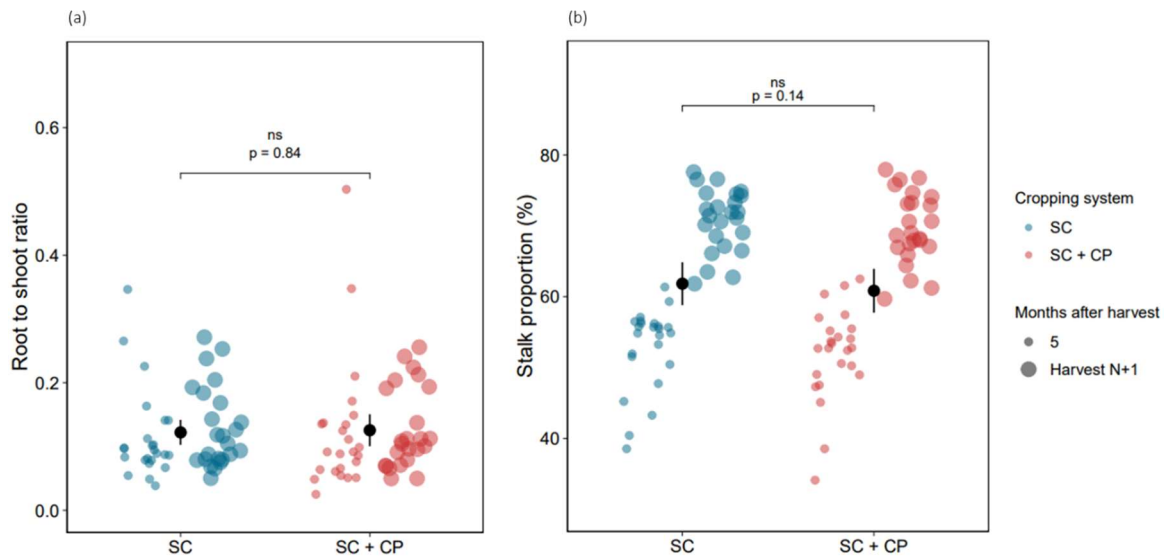 (a)
Root to shoot ratio
0.6
0.4
0.2
0.0
ns
p = 0.84
SC
SC + CP
(b)
Stalk proportion (%)
80
60
40
ns
p = 0.14
SC
SC + CP
Cropping system
SC
SC + CP
Months after harvest
5
Harvest N+1